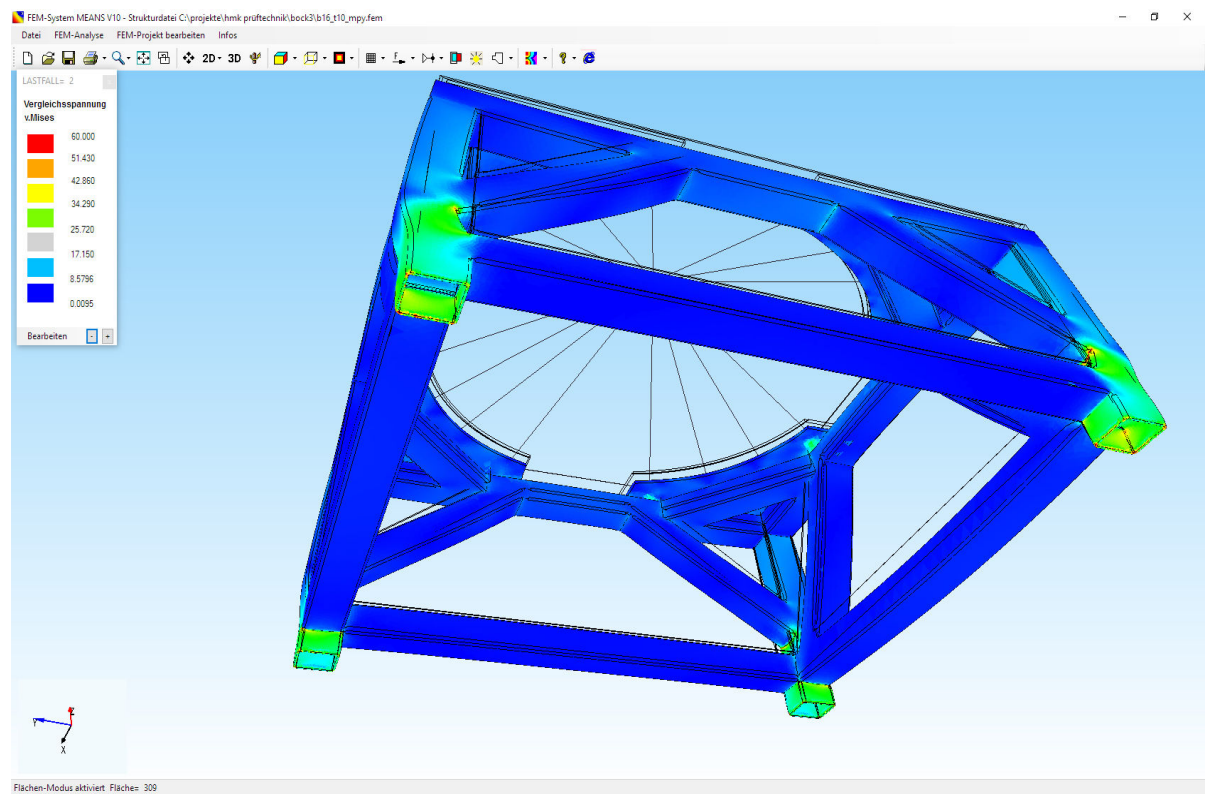 FEM-System MEANS V10 - Strukturdatei C:\projekte\hmk prüftechnik\bock3\b16_t10_mpy.fem
Datei FEM-Analyse FEM-Projekt bearbeiten Infos
2D 3D
LASTFALL= 2
Vergleichsspannung
v.Mises
60.000
51.430
42.860
34.290
25.720
17.150
8.5796
0.0095
Bearbeiten - +
Z
Y
X
Flächen-Modus aktiviert Fläche= 309